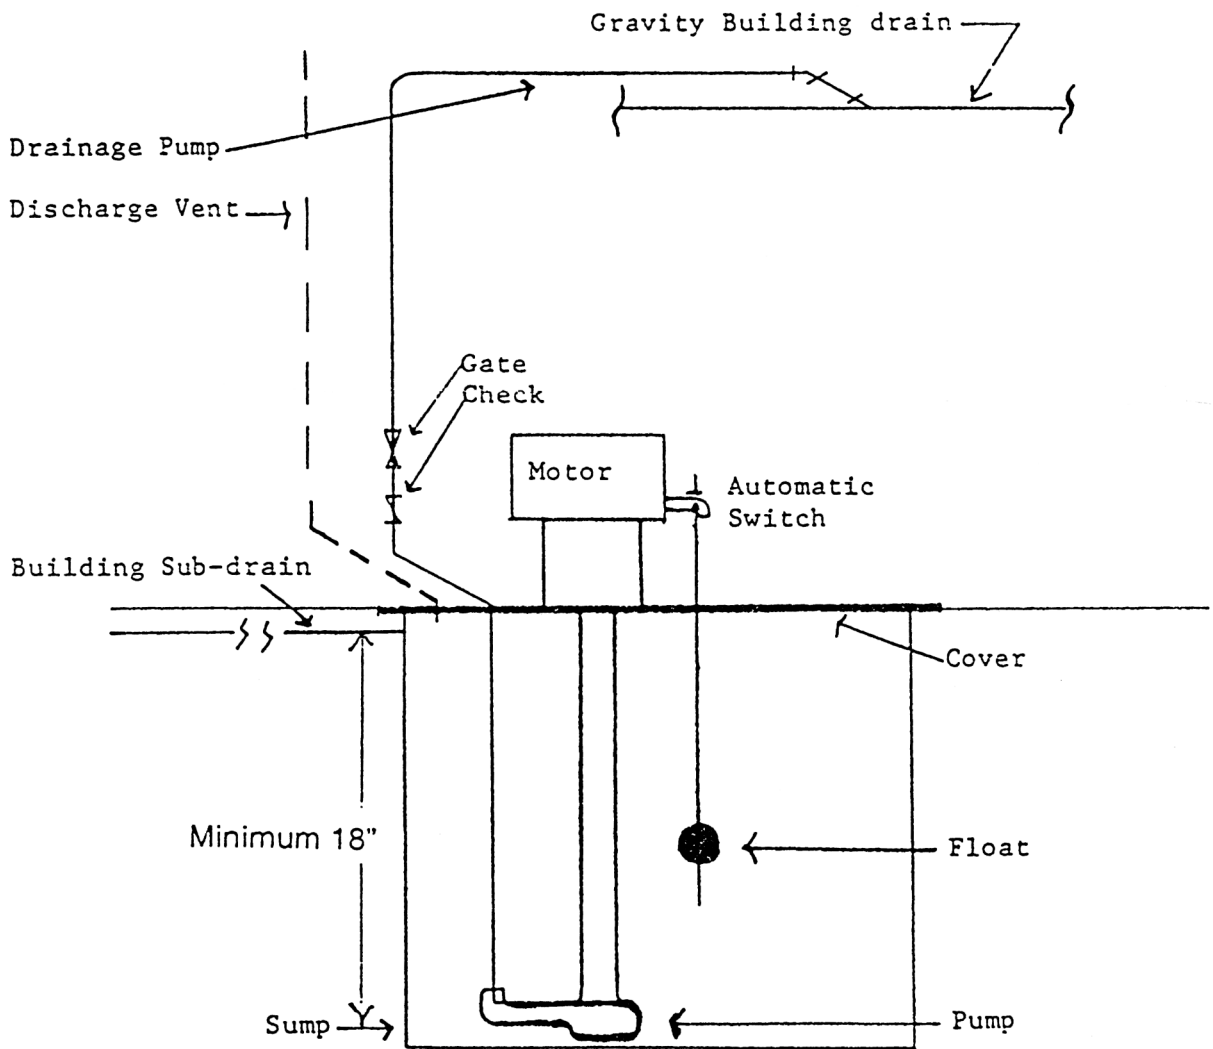 Gravity Building drain
Drainage Pump
Discharge Vent
Gate
Check
Motor
Automatic
Switch
Building Sub-drain
Cover
Minimum 18"
Float
Sump
Pump